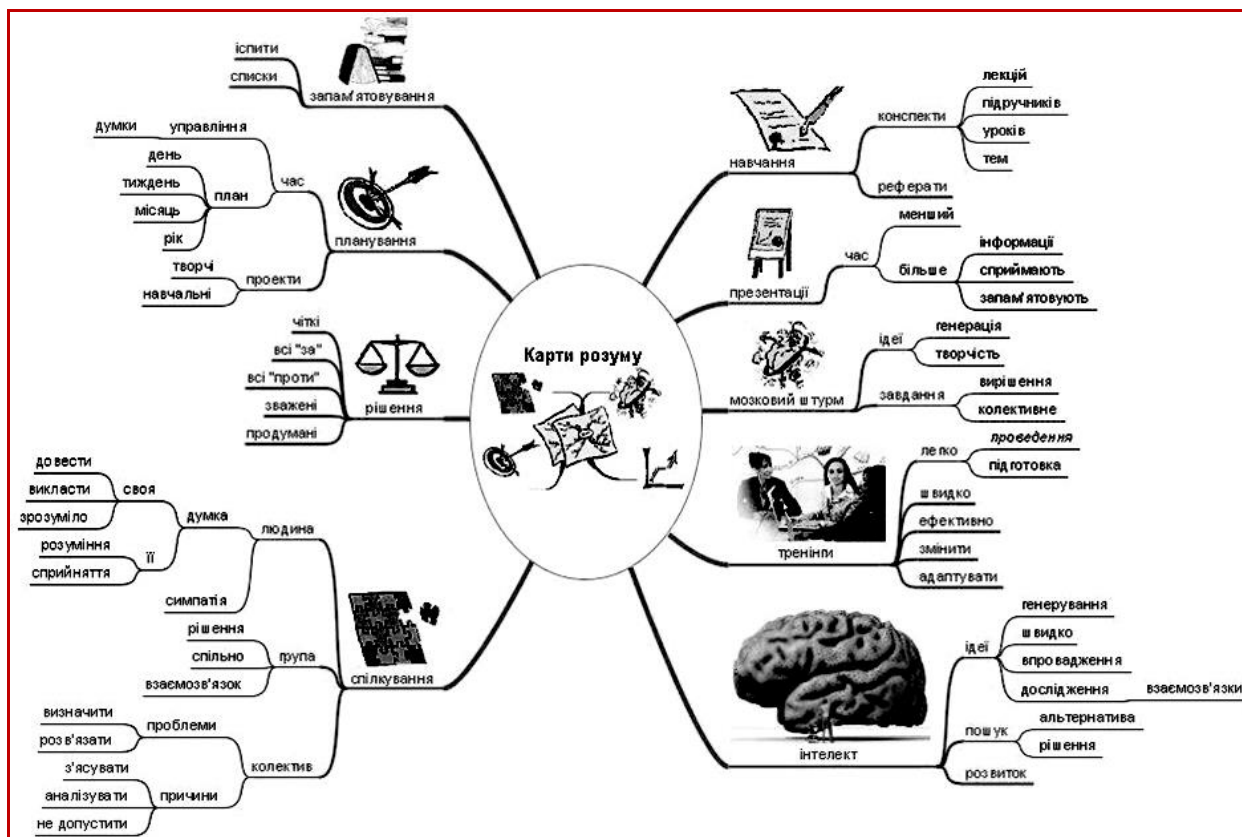 Карти розуму
іспити
списки
запам'ятовування
думки
управління
день
тиждень
місяць
рік
план
час
творчі
навчальні
проекти
планування
чіткі
всі "за"
всі "проти"
зважені
продумані
рішення
довести
викласти
зрозуміло
своя
розуміння
сприйняття
її
думка
симпатія
людина
рішення
спільно
взаємозв'язок
група
спілкування
визначити
розв'язати
проблеми
з'ясувати
аналізувати
не допустити
причини
колектив
навчання
конспекти
лекцій
підручників
уроків
тем
реферати
презентації
час
менший
більше
інформації
сприймають
запам'ятовують
мозковий штурм
ідеї
генерація
творчість
завдання
вирішення
колективне
тренінги
легко
проведення
підготовка
швидко
ефективно
змінити
адаптувати
інтелект
ідеї
генерування
швидко
впровадження
дослідження
взаємозв'язки
пошук
альтернатива
рішення
розвиток